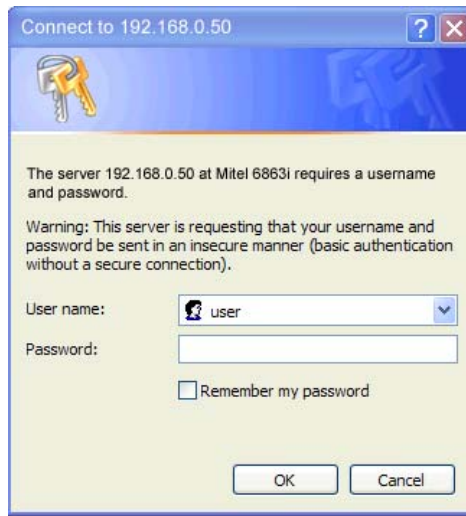 Connect to 192.168.0.50
The server 192.168.0.50 at Mitel 6863i requires a username
and password.
Warning: This server is requesting that your username and
password be sent in an insecure manner (basic authentication
without a secure connection).
User name:
user
Password:
Remember my password
OK
Cancel